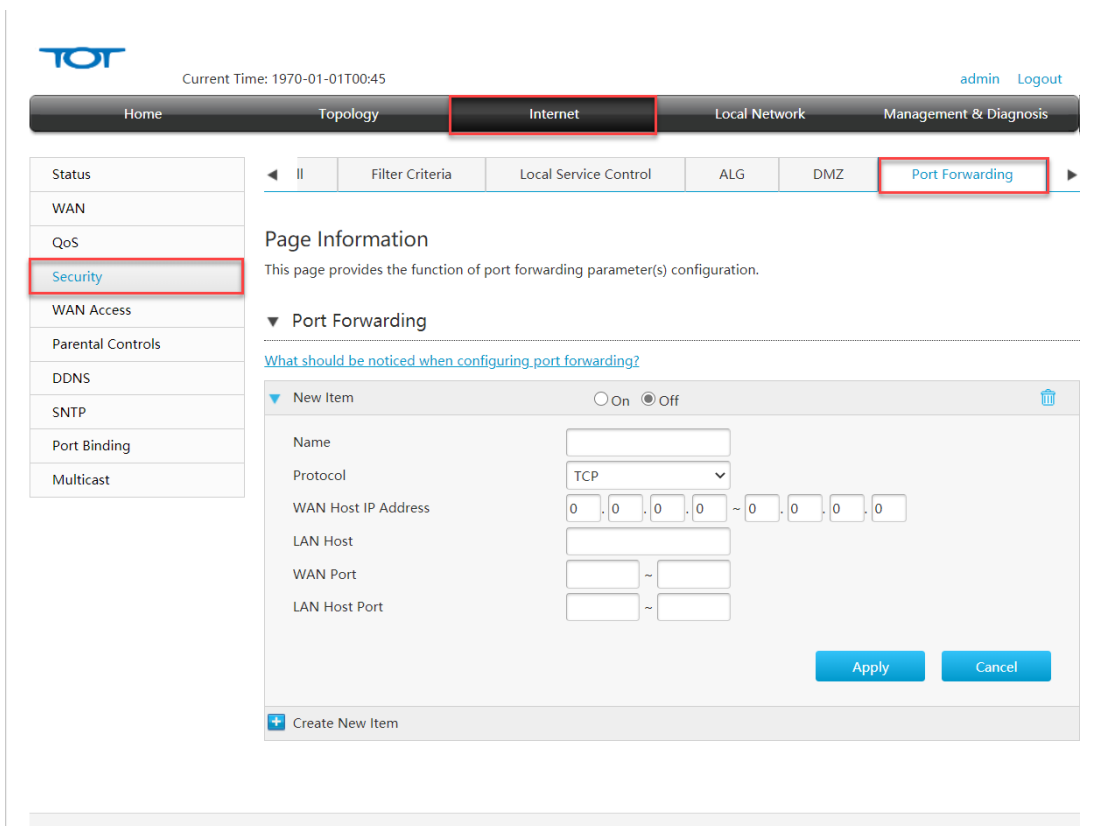 TOT
Current Time: 1970-01-01T00:45 admin Logout
Home Topology Internet Local Network Management & Diagnosis
Status
WAN
QoS
Security
WAN Access
Parental Controls
DDNS
SNTP
Port Binding
Multicast
ll Filter Criteria Local Service Control ALG DMZ Port Forwarding
Page Information
This page provides the function of port forwarding parameter(s) configuration.
Port Forwarding
What should be noticed when configuring port forwarding?
New Item On Off
Name
Protocol TCP
WAN Host IP Address 0 . 0 . 0 . 0 ~ 0 . 0 . 0 . 0
LAN Host
WAN Port ~
LAN Host Port ~
Apply Cancel
Create New Item